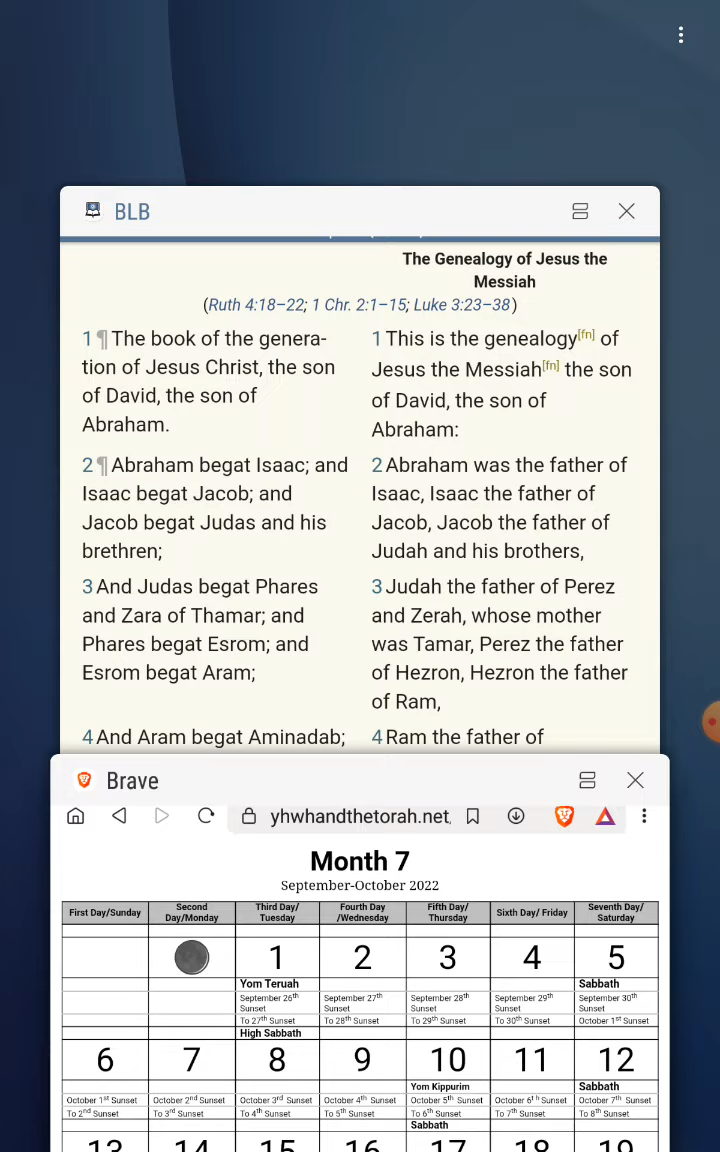 BLB
The Genealogy of Jesus the
Messiah
(Ruth 4:18–22; 1 Chr. 2:1–15; Luke 3:23–38)
1 ¶ The book of the genera-
tion of Jesus Christ, the son
of David, the son of
Abraham.
1 This is the genealogy[fn] of
Jesus the Messiah[fn] the son
of David, the son of
Abraham:
2 ¶ Abraham begat Isaac; and
Isaac begat Jacob; and
Jacob begat Judas and his
brethren;
2 Abraham was the father of
Isaac, Isaac the father of
Jacob, Jacob the father of
Judah and his brothers,
3 And Judas begat Phares
and Zara of Thamar; and
Phares begat Esrom; and
Esrom begat Aram;
3 Judah the father of Perez
and Zerah, whose mother
was Tamar, Perez the father
of Hezron, Hezron the father
of Ram,
4 And Aram begat Aminadab;
4 Ram the father of
Brave
yhwhandthetorah.net
Month 7
September-October 2022
First Day/Sunday Second Day/Monday Third Day/ Tuesday Fourth Day /Wednesday Fifth Day/ Thursday Sixth Day/ Friday Seventh Day/ Saturday
1 2 3 4 5
Yom Teruah Sabbath
September 26th Sunset September 27th Sunset September 28th Sunset September 29th Sunset September 30th Sunset
To 27th Sunset To 28th Sunset To 29th Sunset To 30th Sunset October 1st Sunset
High Sabbath
6 7 8 9 10 11 12
Yom Kippurim Sabbath
October 1st Sunset October 2nd Sunset October 3rd Sunset October 4th Sunset October 5th Sunset October 6th Sunset October 7th Sunset
To 2nd Sunset To 3rd Sunset To 4th Sunset To 5th Sunset To 6th Sunset To 7th Sunset To 8th Sunset
Sabbath
13 14 15 16 17 18 19